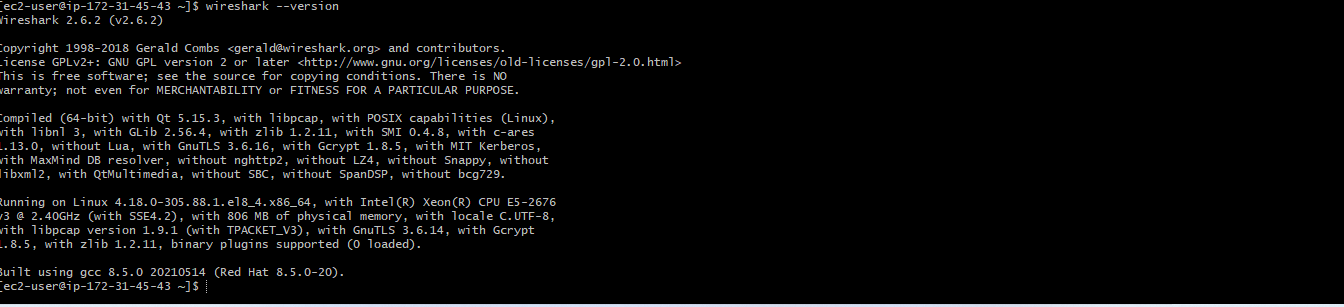 [ec2-user@ip-172-31-45-43 ~]$ wireshark --version
Wireshark 2.6.2 (v2.6.2)
Copyright 1998-2018 Gerald Combs <gerald@wireshark.org> and contributors.
License GPLv2+: GNU GPL version 2 or later <http://www.gnu.org/licenses/old-licenses/gpl-2.0.html>
This is free software; see the source for copying conditions. There is NO
warranty; not even for MERCHANTABILITY or FITNESS FOR A PARTICULAR PURPOSE.
Compiled (64-bit) with Qt 5.15.3, with libpcap, with POSIX capabilities (Linux),
with libnl 3, with GLib 2.56.4, with zlib 1.2.11, with SMI 0.4.8, with c-ares
1.13.0, without Lua, with GnuTLS 3.6.16, with Gcrypt 1.8.5, with MIT Kerberos,
with MaxMind DB resolver, without nghttp2, without LZ4, without Snappy, without
libxml2, with QtMultimedia, without SBC, without SpanDSP, without bcg729.
Running on Linux 4.18.0-305.88.1.el8_4.x86_64, with Intel(R) Xeon(R) CPU E5-2676
v3 @ 2.40GHz (with SSE4.2), with 806 MB of physical memory, with locale C.UTF-8,
with libpcap version 1.9.1 (with TPACKET_V3), with GnuTLS 3.6.14, with Gcrypt
1.8.5, with zlib 1.2.11, binary plugins supported (0 loaded).
Built using gcc 8.5.0 20210514 (Red Hat 8.5.0-20).
[ec2-user@ip-172-31-45-43 ~]$